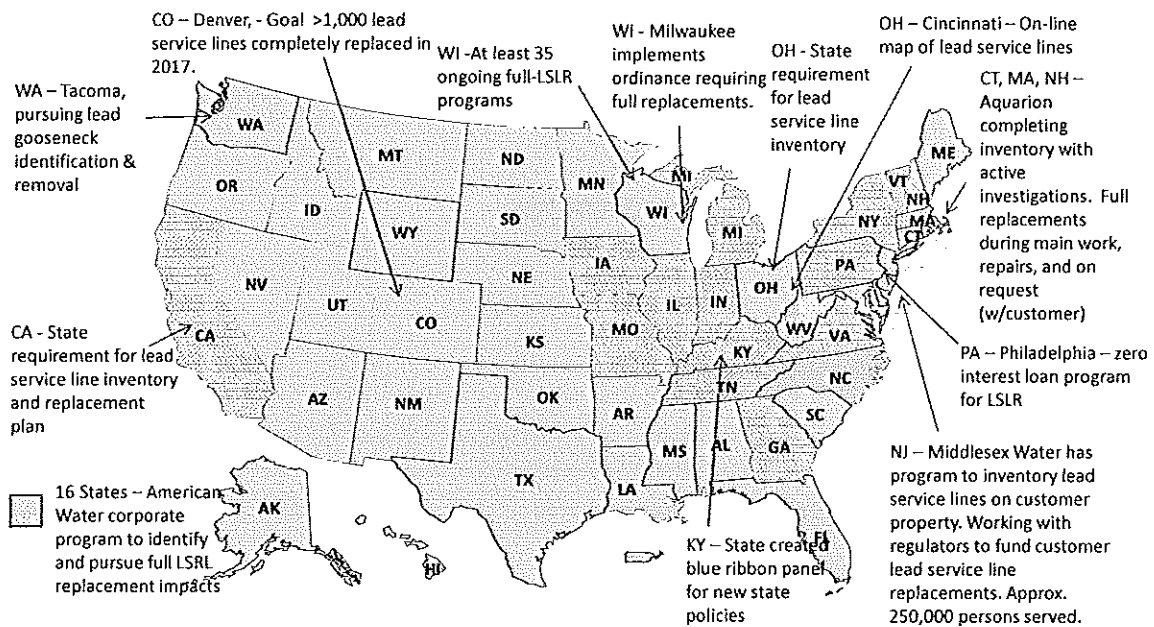 CO – Denver, - Goal >1,000 lead
service lines completely replaced in
2017.
WI -At least 35
ongoing full-LSLR
programs
WI - Milwaukee
implements
ordinance requiring
full replacements.
OH - State
requirement
for lead
service line
inventory
OH – Cincinnati – On-line
map of lead service lines
CT, MA, NH –
Aquarion
completing
inventory with
active
investigations. Full
replacements
during main work,
repairs, and on
request
(w/customer)
WA – Tacoma,
pursuing lead
gooseneck
identification &
removal
WA
MT
ND
MN
MI
ME
VT
NH
OR
ID
SD
WI
NY
MA
CT
WY
MI
IA
PA
NE
NV
IL
IN
OH
UT
CO
WV
VA
MO
KS
KY
CA
CA - State
requirement for lead
service line inventory
and replacement
plan
PA – Philadelphia – zero
interest loan program
for LSLR
NC
TN
AZ
NM
OK
AR
SC
MS
AL
GA
TX
LA
FL
AK
HI
NJ – Middlesex Water has
program to inventory lead
service lines on customer
property. Working with
regulators to fund customer
lead service line
replacements. Approx.
250,000 persons served.
16 States – American
Water corporate
program to identify
and pursue full LSRL
replacement impacts
KY – State created
blue ribbon panel
for new state
policies